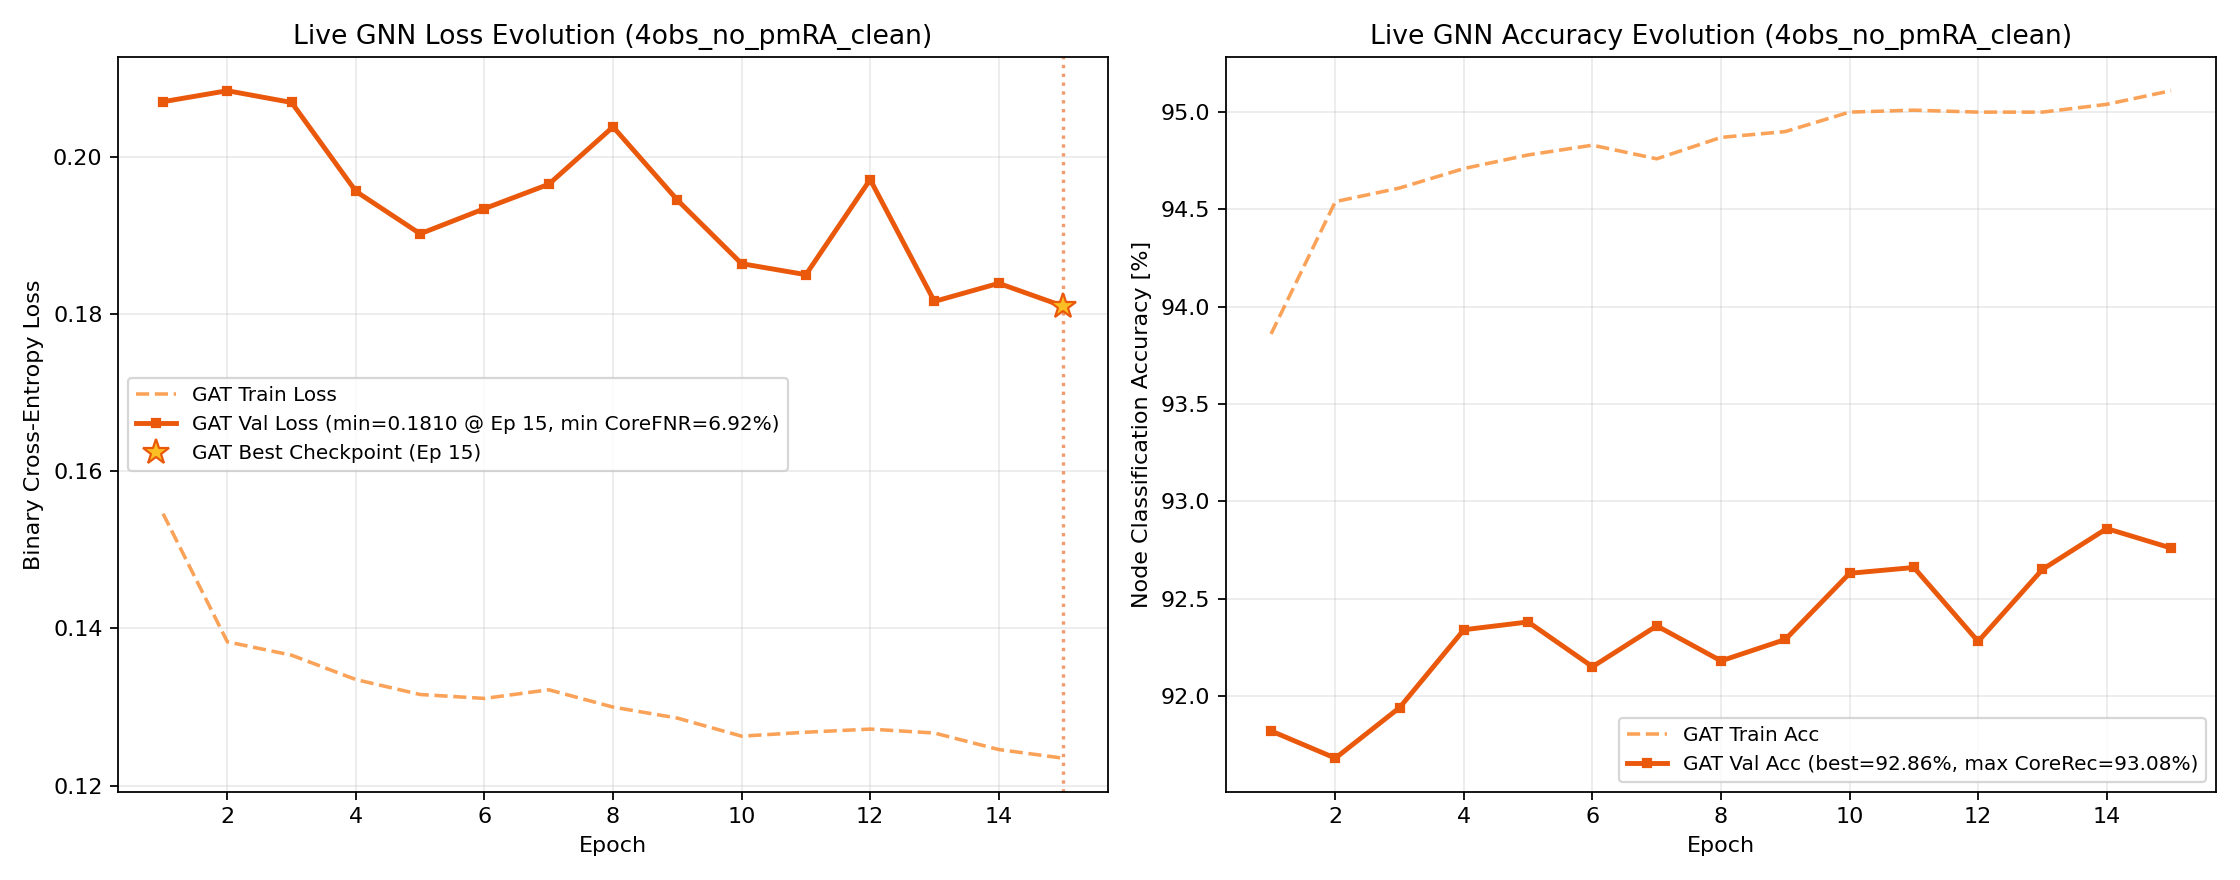 Live GNN Loss Evolution (4obs_no_pmRA_clean)
Binary Cross-Entropy Loss
0.20
0.18
0.16
0.14
0.12
GAT Train Loss
GAT Val Loss (min=0.1810 @ Ep 15, min CoreFNR=6.92%)
GAT Best Checkpoint (Ep 15)
2 4 6 8 10 12 14
Epoch
Live GNN Accuracy Evolution (4obs_no_pmRA_clean)
Node Classification Accuracy [%]
95.0
94.5
94.0
93.5
93.0
92.5
92.0
GAT Train Acc
GAT Val Acc (best=92.86%, max CoreRec=93.08%)
2 4 6 8 10 12 14
Epoch